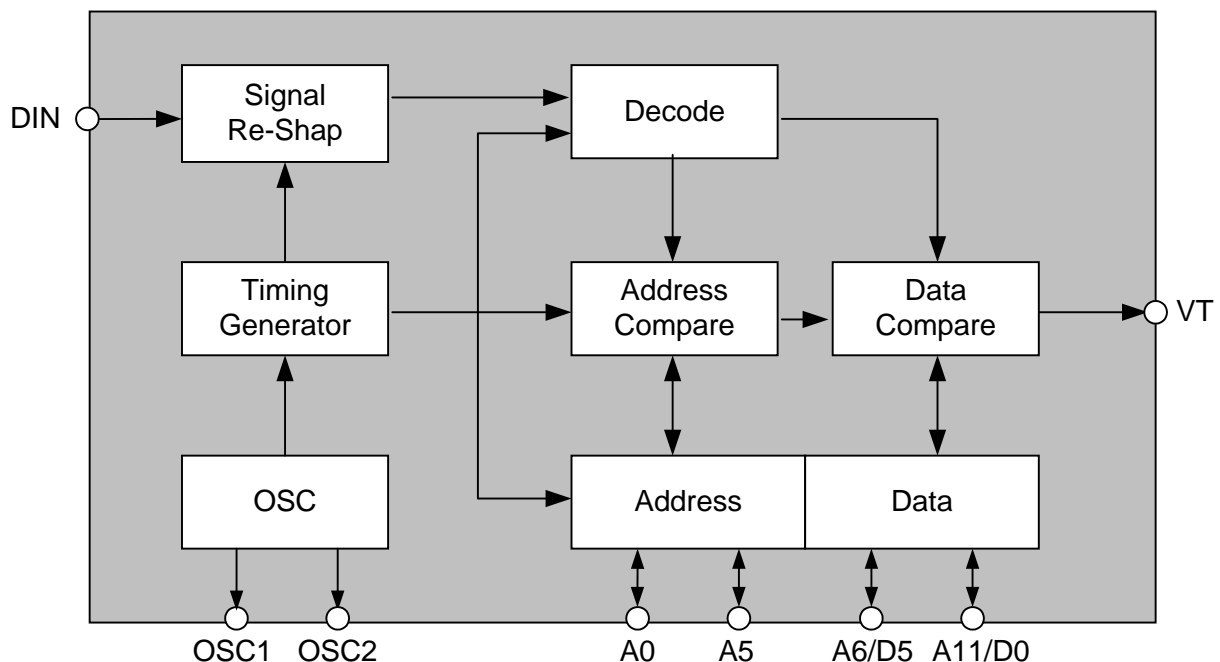 Signal
Re-Shap
Decode
DIN
Timing
Generator
Address
Compare
Data
Compare
VT
OSC
Address
Data
OSC1
OSC2
A0
A5
A6/D5
A11/D0